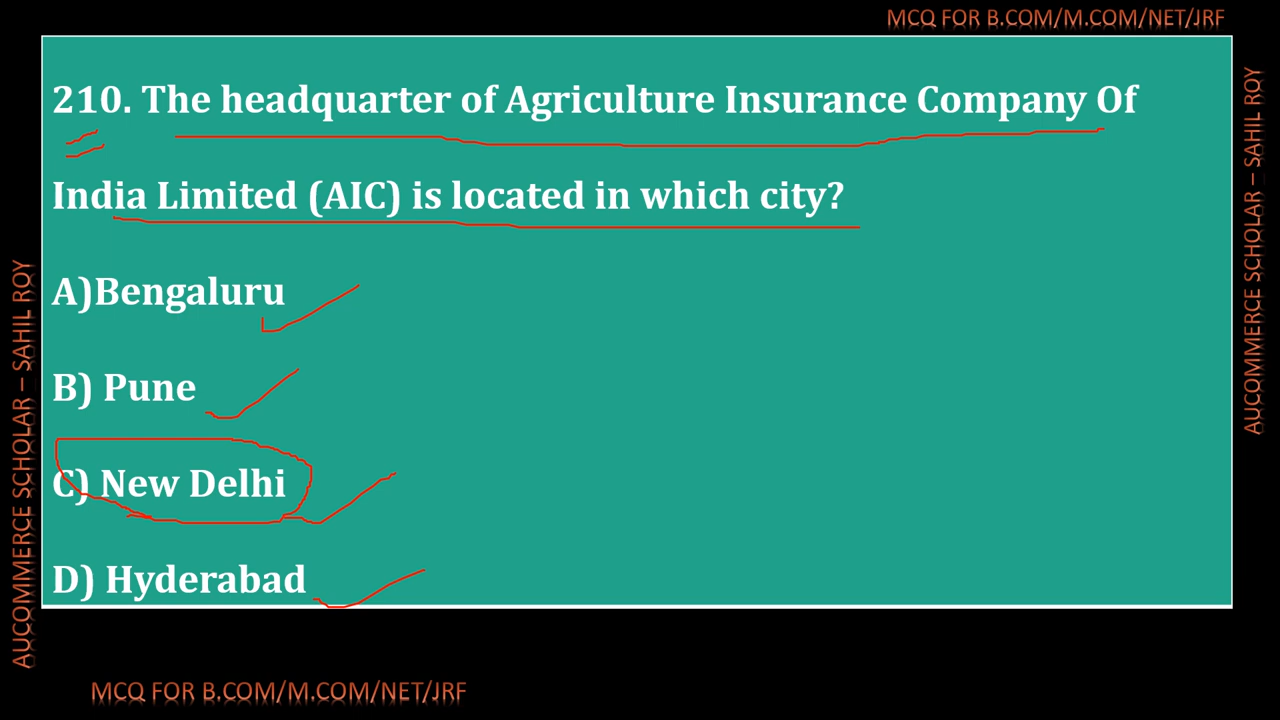 MCQ FOR B.COM/M.COM/NET/JRF
210. The headquarter of Agriculture Insurance Company Of
India Limited (AIC) is located in which city?
A)Bengaluru
B) Pune
C) New Delhi
D) Hyderabad
AUCOMMERCE SCHOLAR – SAHIL ROY
AUCOMMERCE SCHOLAR – SAHIL ROY
MCQ FOR B.COM/M.COM/NET/JRF